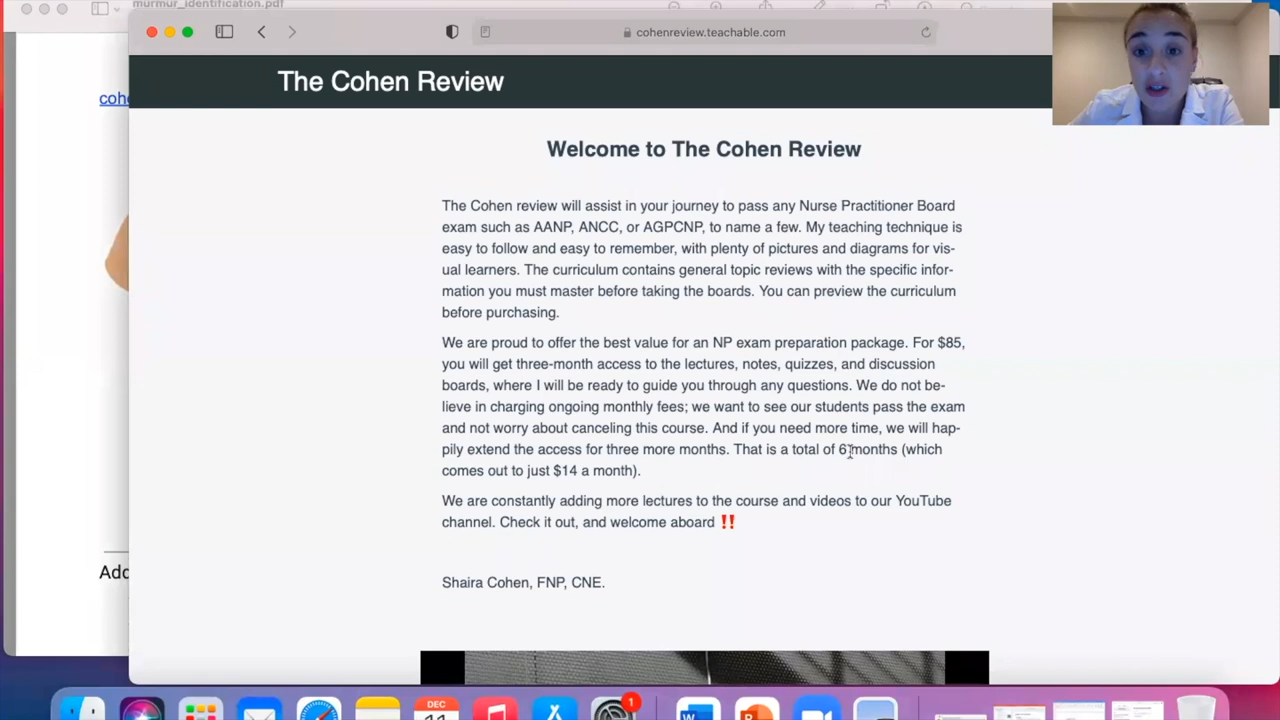 murmur_identification.pdf
cohenreview.teachable.com
The Cohen Review
Welcome to The Cohen Review
The Cohen review will assist in your journey to pass any Nurse Practitioner Board
exam such as AANP, ANCC, or AGPCNP, to name a few. My teaching technique is
easy to follow and easy to remember, with plenty of pictures and diagrams for vis-
ual learners. The curriculum contains general topic reviews with the specific infor-
mation you must master before taking the boards. You can preview the curriculum
before purchasing.
We are proud to offer the best value for an NP exam preparation package. For $85,
you will get three-month access to the lectures, notes, quizzes, and discussion
boards, where I will be ready to guide you through any questions. We do not be-
lieve in charging ongoing monthly fees; we want to see our students pass the exam
and not worry about canceling this course. And if you need more time, we will hap-
pily extend the access for three more months. That is a total of 6 months (which
comes out to just $14 a month).
We are constantly adding more lectures to the course and videos to our YouTube
channel. Check it out, and welcome aboard ‼️
Shaira Cohen, FNP, CNE.
coh
Add
DEC
1
W
P